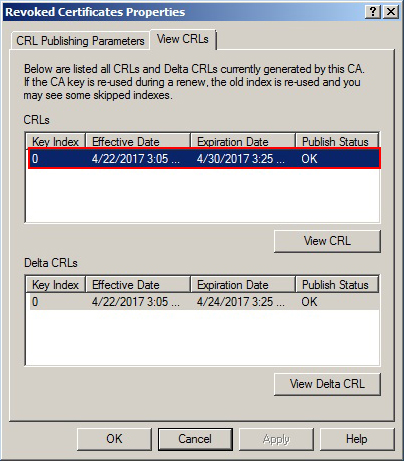 Revoked Certificates Properties
CRL Publishing Parameters View CRLs
Below are listed all CRLs and Delta CRLs currently generated by this CA.
If the CA key is re-used during a renew, the old index is re-used and you
may see some skipped indexes.
CRLs
Key Index Effective Date Expiration Date Publish Status
0 4/22/2017 3:05 ... 4/30/2017 3:25 ... OK
View CRL
Delta CRLs
Key Index Effective Date Expiration Date Publish Status
0 4/22/2017 3:05 ... 4/24/2017 3:25 ... OK
View Delta CRL
OK Cancel Apply Help